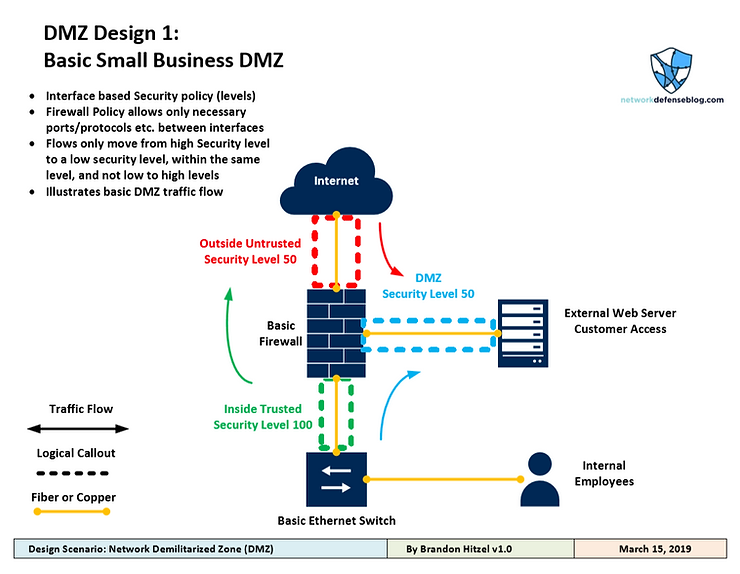 DMZ Design 1:
Basic Small Business DMZ
networkdefenseblog.com
• Interface based Security policy (levels)
• Firewall Policy allows only necessary
ports/protocols etc. between interfaces
• Flows only move from high Security level
to a low security level, within the same
level, and not low to high levels
• Illustrates basic DMZ traffic flow
Internet
Outside Untrusted
Security Level 50
DMZ
Security Level 50
External Web Server
Customer Access
Basic
Firewall
Inside Trusted
Security Level 100
Traffic Flow
Logical Callout
Fiber or Copper
Internal
Employees
Basic Ethernet Switch
Design Scenario: Network Demilitarized Zone (DMZ)
By Brandon Hitzel v1.0
March 15, 2019